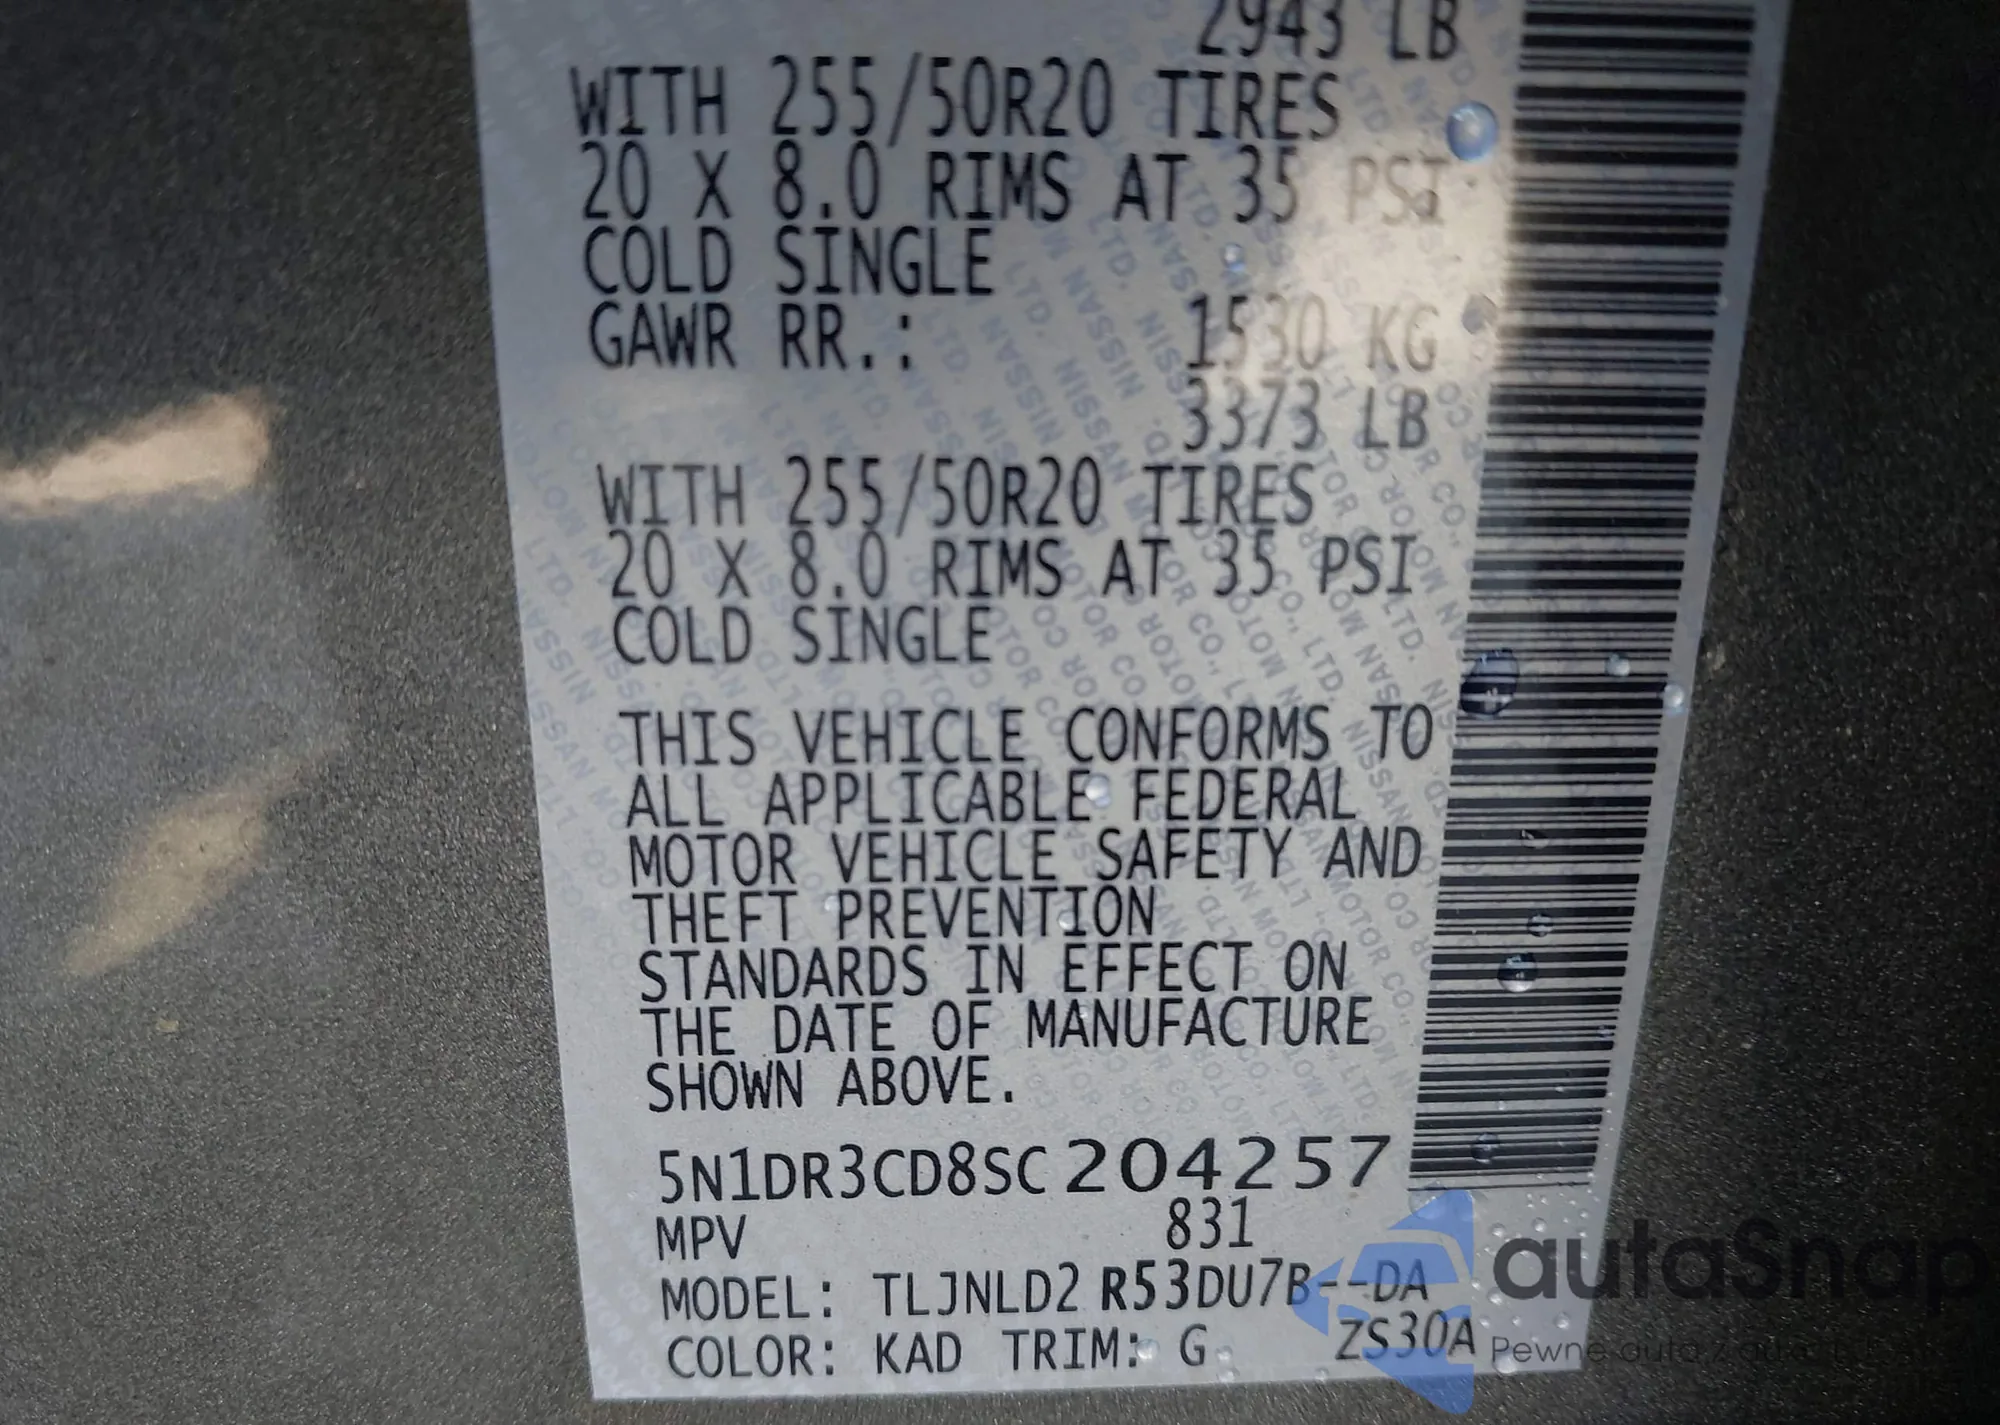 2943 LB
WITH 255/50R20 TIRES
20 X 8.0 RIMS AT 35 PSI
COLD SINGLE
GAWR RR.: 1530 KG
3373 LB
WITH 255/50R20 TIRES
20 X 8.0 RIMS AT 35 PSI
COLD SINGLE
THIS VEHICLE CONFORMS TO
ALL APPLICABLE FEDERAL
MOTOR VEHICLE SAFETY AND
THEFT PREVENTION
STANDARDS IN EFFECT ON
THE DATE OF MANUFACTURE
SHOWN ABOVE.
5N1DR3CD8SC204257
MPV 831
MODEL: TLJNLD2 R53DU7B--DA
COLOR: KAD TRIM: G ZS30A
autaSnap
Pewne auta z